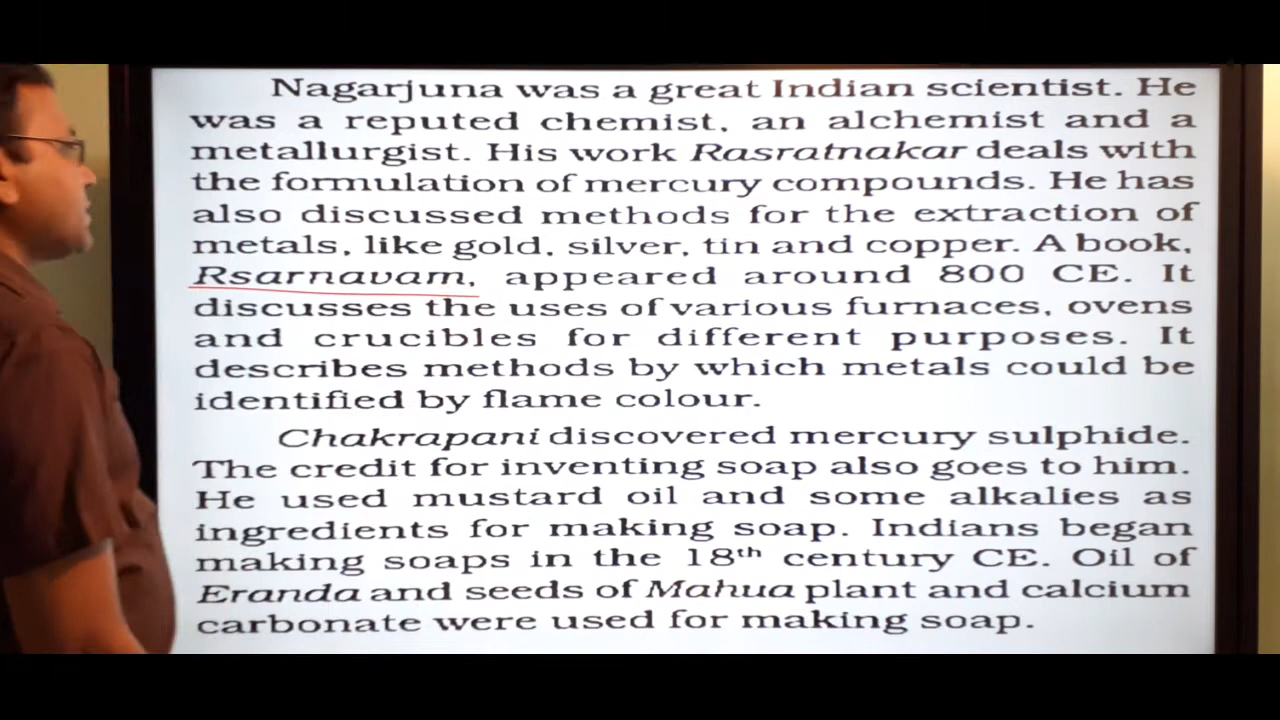 Nagarjuna was a great Indian scientist. He
was a reputed chemist, an alchemist and a
metallurgist. His work Rasratnakar deals with
the formulation of mercury compounds. He has
also discussed methods for the extraction of
metals, like gold, silver, tin and copper. A book,
Rsarnavam, appeared around 800 CE. It
discusses the uses of various furnaces, ovens
and crucibles for different purposes. It
describes methods by which metals could be
identified by flame colour.
Chakrapani discovered mercury sulphide.
The credit for inventing soap also goes to him.
He used mustard oil and some alkalies as
ingredients for making soap. Indians began
making soaps in the 18th century CE. Oil of
Eranda and seeds of Mahua plant and calcium
carbonate were used for making soap.